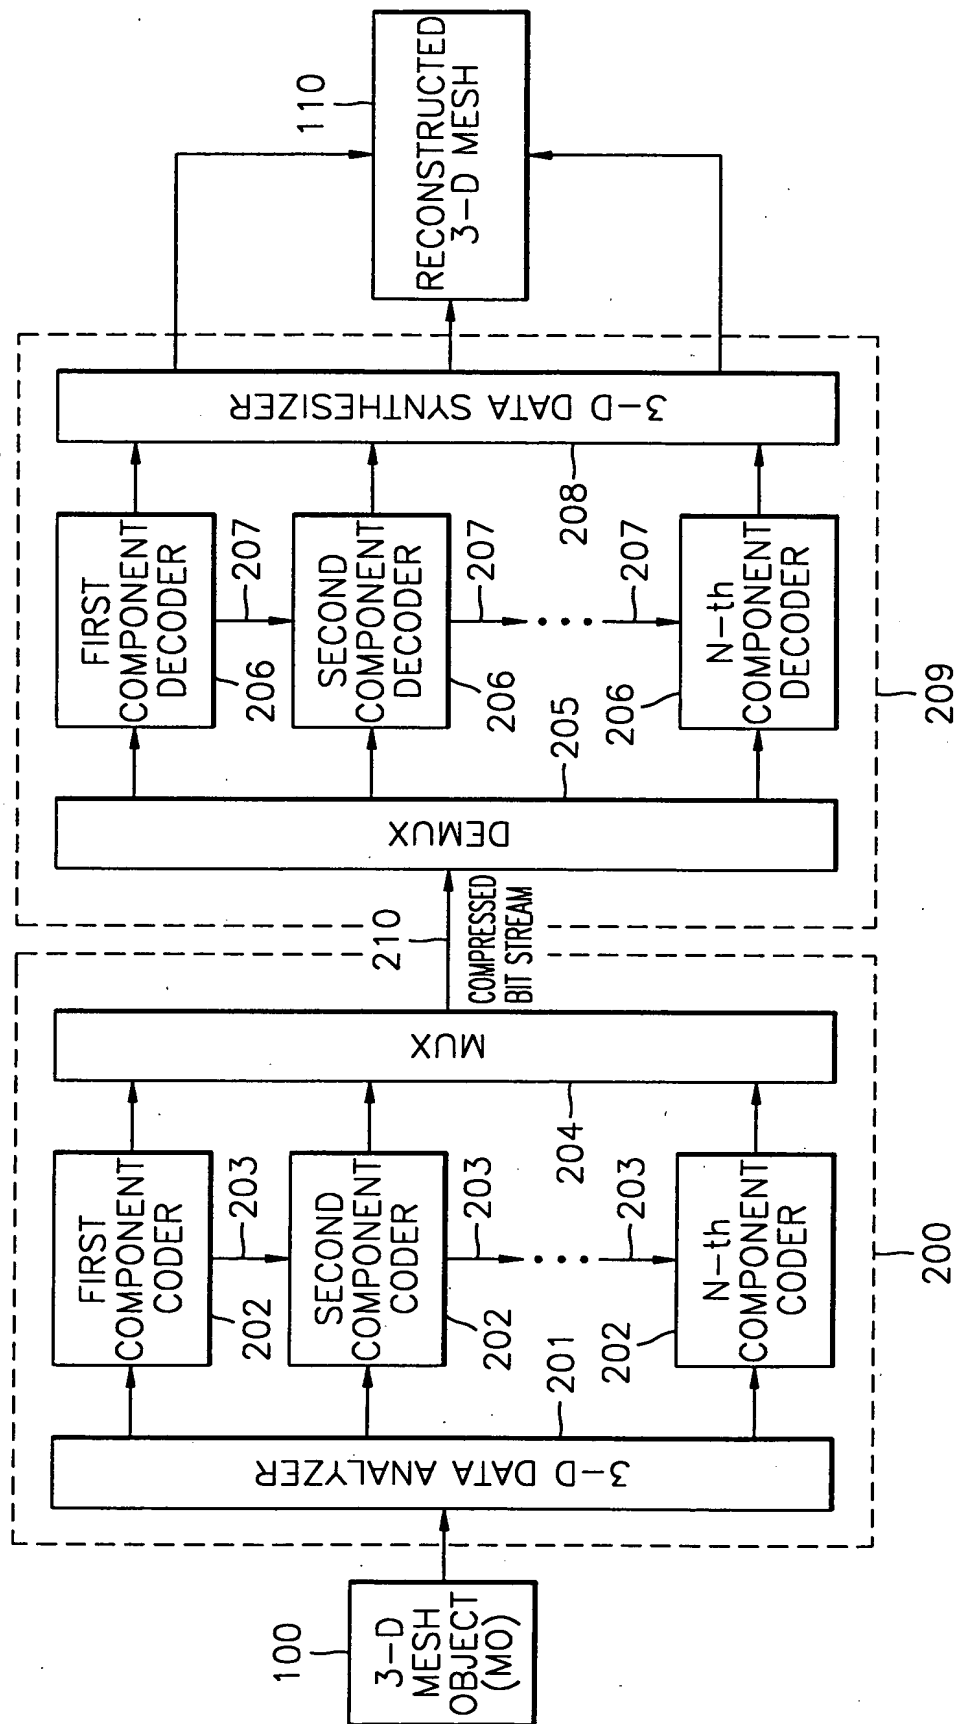 100
3-D
MESH
OBJECT
(MO)
3-D DATA ANALYZER
201
FIRST
COMPONENT
CODER
202
203
SECOND
COMPONENT
CODER
202
203
203
N-th
COMPONENT
CODER
202
MUX
204
200
210
COMPRESSED
BIT STREAM
DEMUX
205
FIRST
COMPONENT
DECODER
206
207
SECOND
COMPONENT
DECODER
206
207
207
N-th
COMPONENT
DECODER
206
3-D DATA SYNTHESIZER
208
209
RECONSTRUCTED
3-D MESH
110